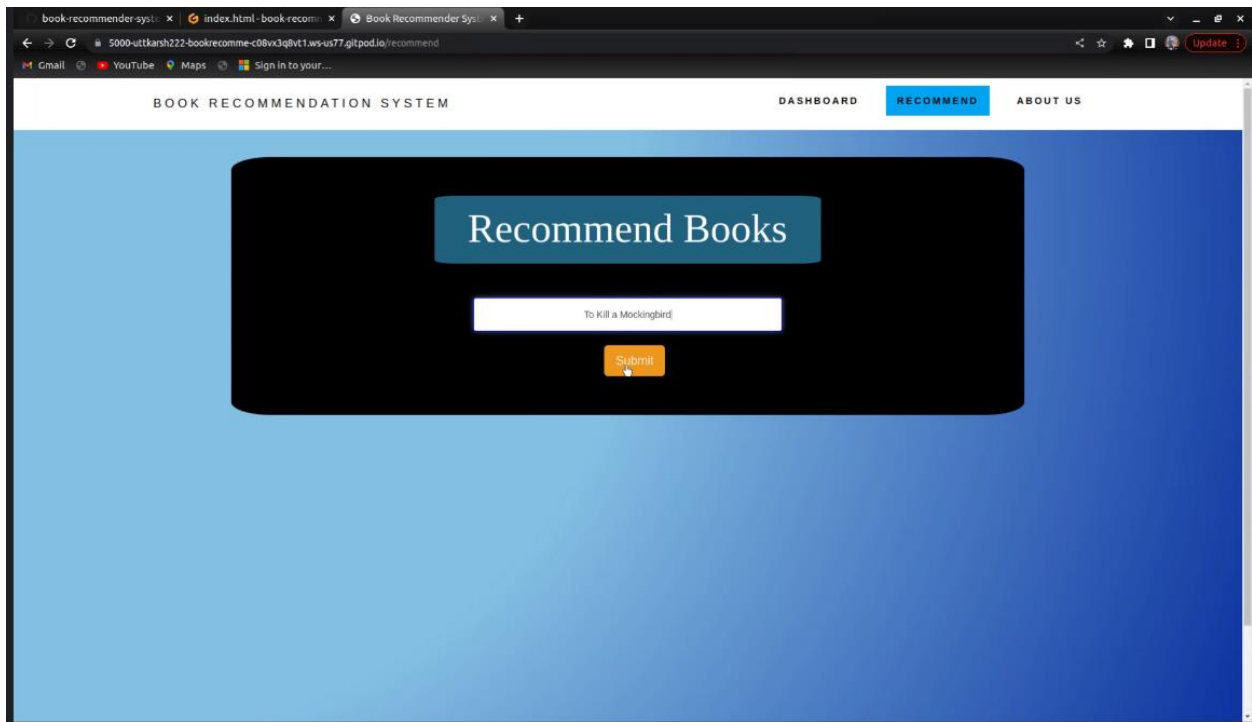 book-recommender-syste
index.html - book-recomm
Book Recommender Syst
5000-uttkarsh222-bookrecomme-c08vx3q8vt1.ws-us77.gitpod.io/recommend
Update
Gmail
YouTube
Maps
Sign in to your...
BOOK RECOMMENDATION SYSTEM
DASHBOARD
RECOMMEND
ABOUT US
Recommend Books
To Kill a Mockingbird
Submit